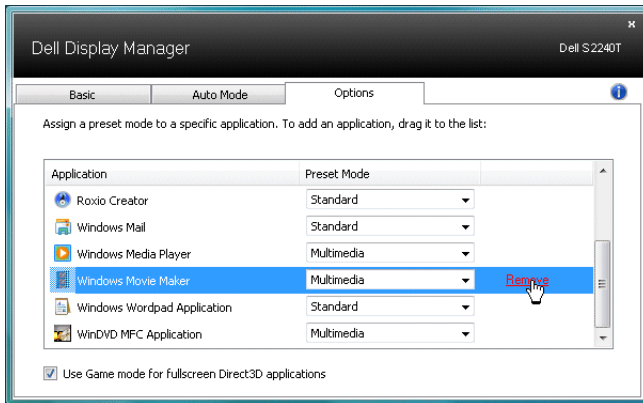 x
Dell Display Manager Dell S2240T
Basic Auto Mode Options i
Assign a preset mode to a specific application. To add an application, drag it to the list:
Application Preset Mode
Roxio Creator Standard
Windows Mail Standard
Windows Media Player Multimedia
Windows Movie Maker Multimedia Remove
Windows Wordpad Application Standard
WinDVD MFC Application Multimedia
Use Game mode for fullscreen Direct3D applications